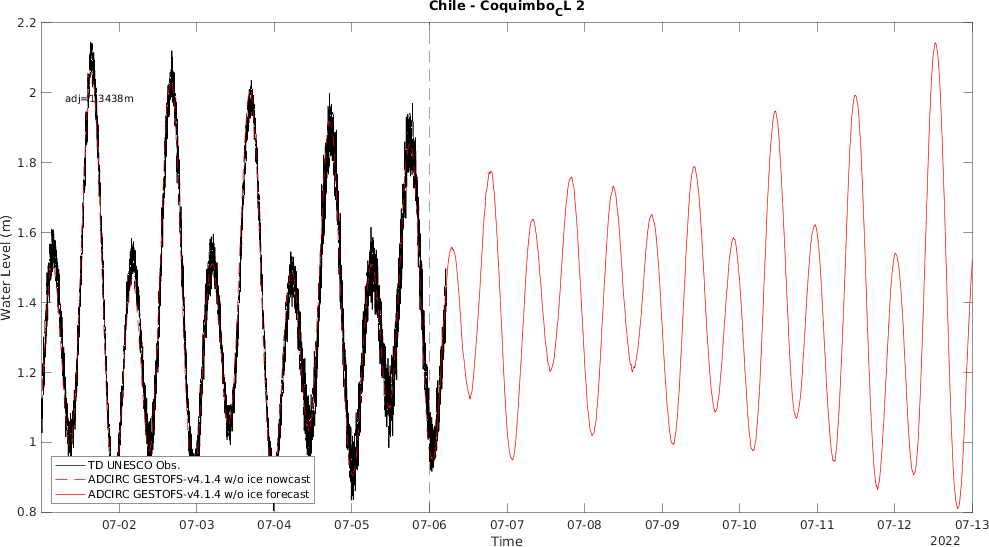 Chile - Coquimbo_CL 2
2.2
2
1.8
1.6
1.4
1.2
1
0.8
Water Level (m)
adj=1.3438m
TD UNESCO Obs.
ADCIRC GESTOFS-v4.1.4 w/o ice nowcast
ADCIRC GESTOFS-v4.1.4 w/o ice forecast
07-02 07-03 07-04 07-05 07-06 07-07 07-08 07-09 07-10 07-11 07-12 07-13
Time
2022